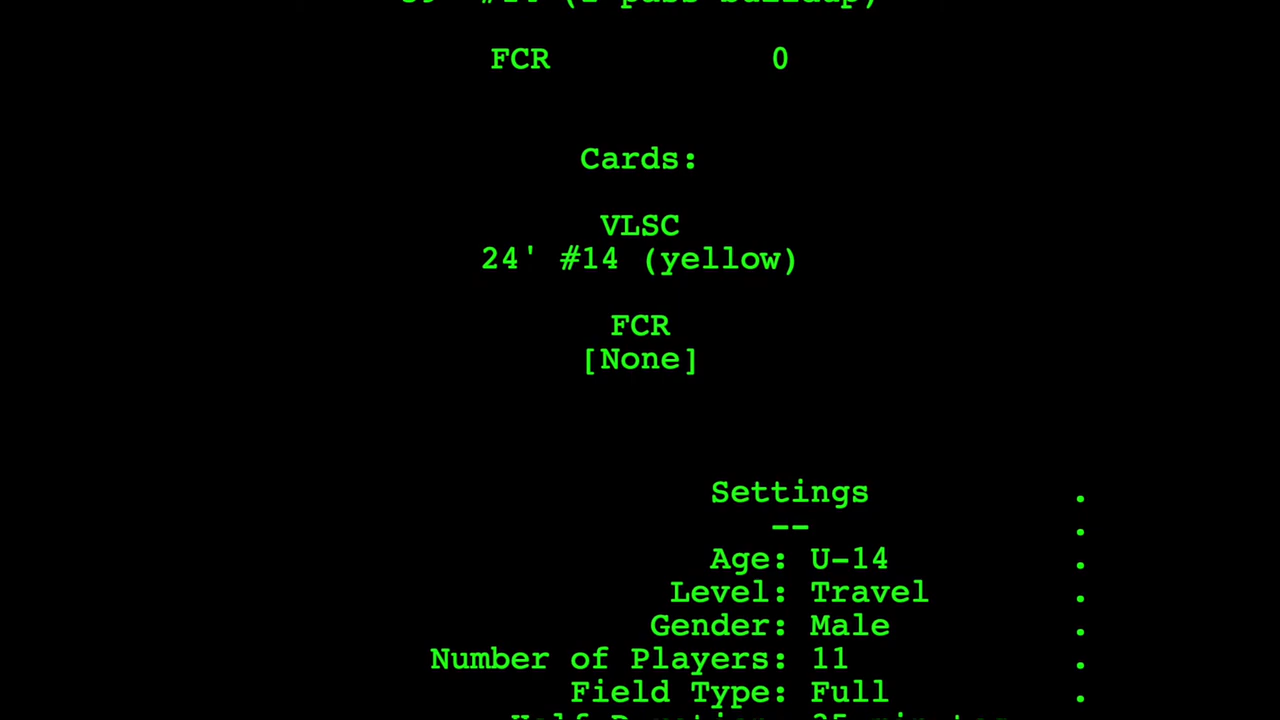 FCR 0
Cards:
VLSC
24' #14 (yellow)
FCR
[None]
Settings .
-- .
Age: U-14 .
Level: Travel .
Gender: Male .
Number of Players: 11 .
Field Type: Full .